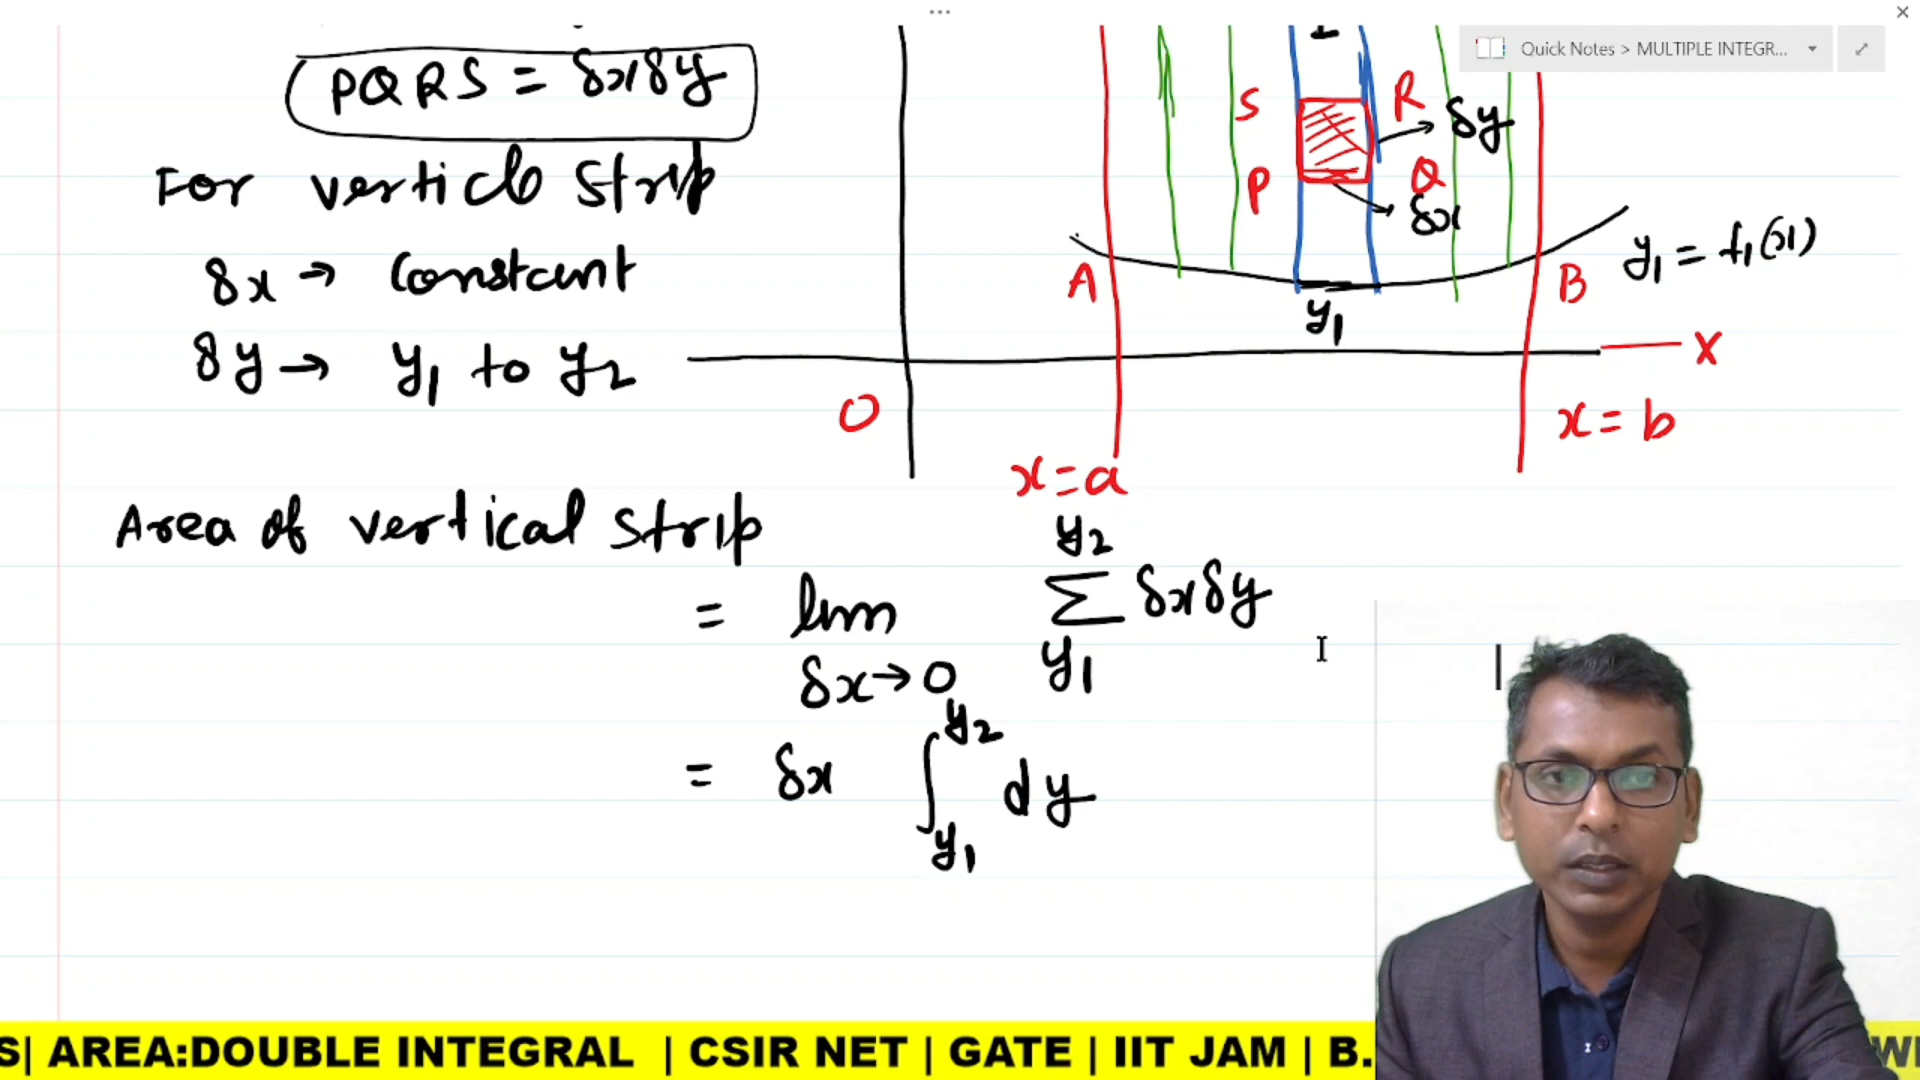 ...
Quick Notes > MULTIPLE INTEGR...
PQRS = δxδy
For verticl strip
δx → constant
δy → y₁ to y₂
S
R
δy
P
Q
δx
y₁ = f₁(x)
A
B
y₁
X
O
x = a
x = b
Area of vertical strip
= lim δx→0 y₂ ∑ y₁ δxδy
= δx ∫ y₁ y₂ dy
S| AREA:DOUBLE INTEGRAL | CSIR NET | GATE | IIT JAM | B.